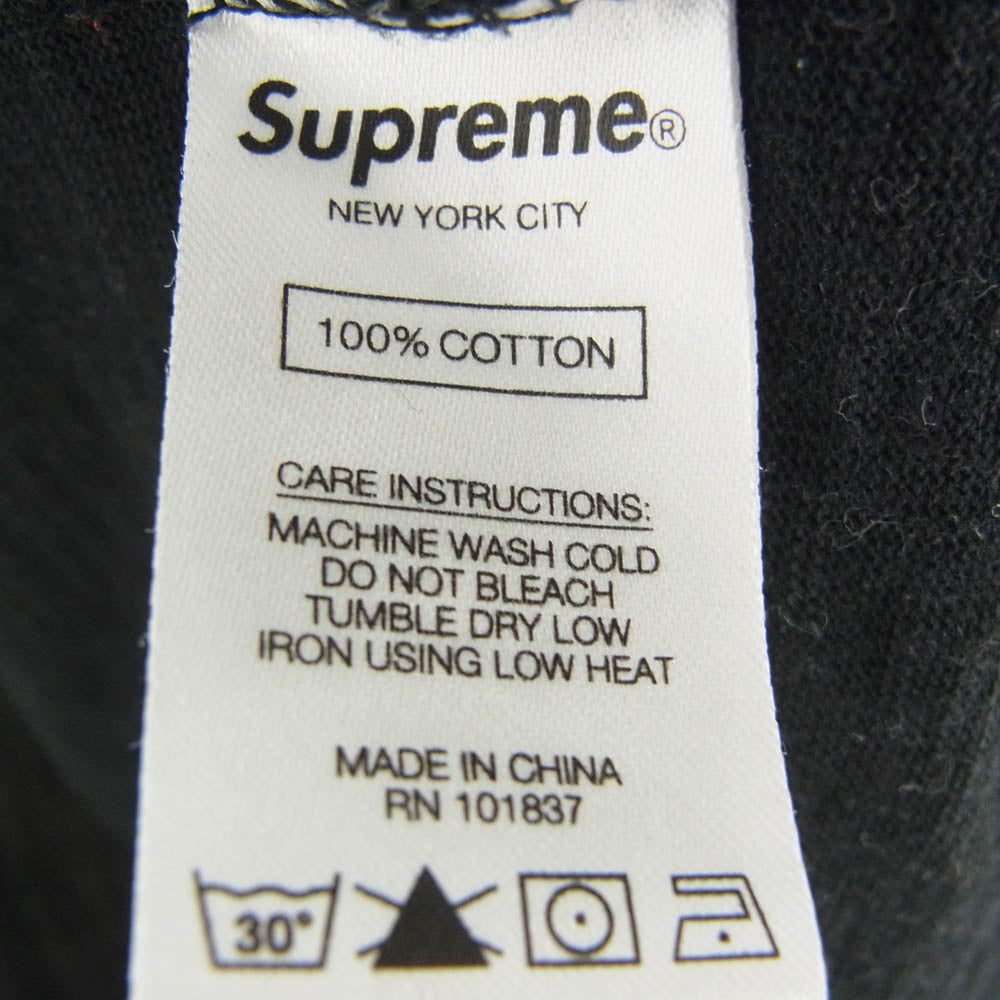 Supreme®
NEW YORK CITY
100% COTTON
CARE INSTRUCTIONS:
MACHINE WASH COLD
DO NOT BLEACH
TUMBLE DRY LOW
IRON USING LOW HEAT
MADE IN CHINA
RN 101837
30°